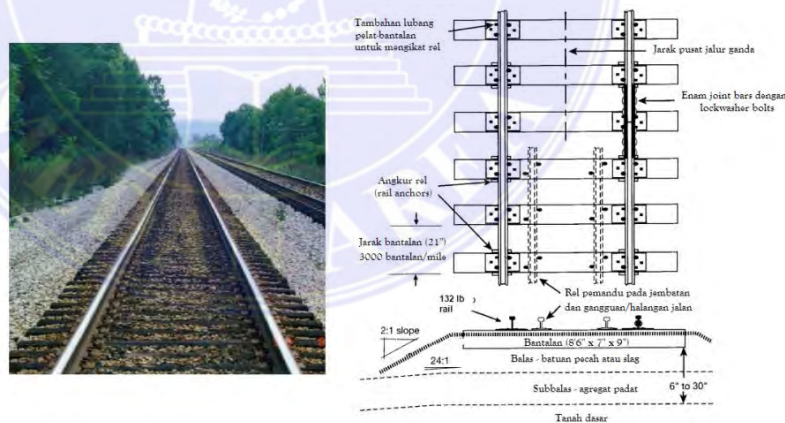 Tambahan lubang
pelat-bantalan
untuk mengikat rel
Jarak pusat jalur ganda
Enam joint bars dengan
lockwasher bolts
Angkur rel
(rail anchors)
Jarak bantalan (21")
3000 bantalan/mile
Rel pemandu pada jembatan
dan gangguan/halangan jalan
132 lb )
rail
2:1 slope
Bantalan (8'6" x 7" x 9")
24:1
Balas - batuan pecah atau slag
6" to 30"
Subbalas - agregat padat
Tanah dasar
AREA